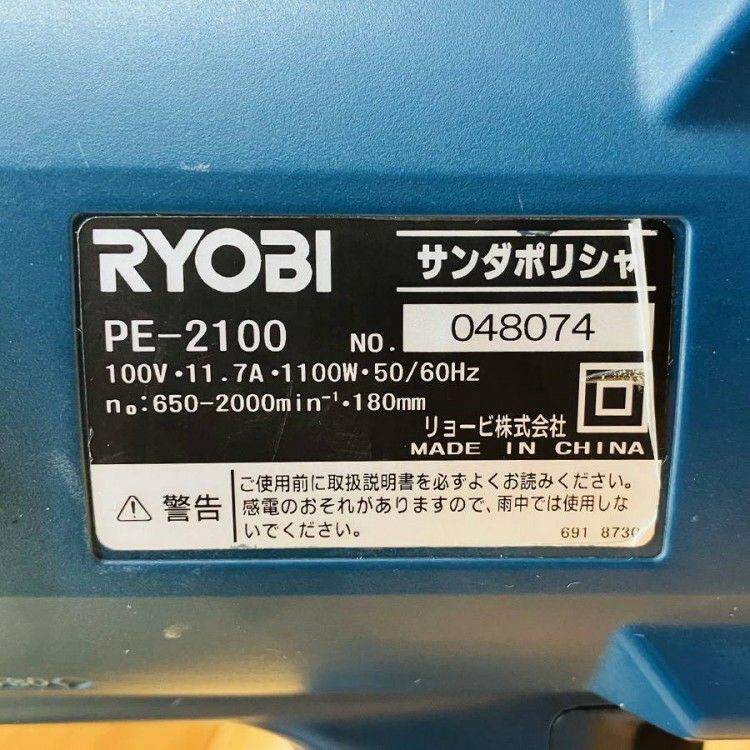 RYOBI
サンダポリシャ
PE-2100 NO. 048074
100V・11.7A・1100W・50/60Hz
n₀:650-2000min⁻¹・180mm
リョービ株式会社
MADE IN CHINA
⚠ 警告
ご使用前に取扱説明書を必ずよくお読みください。
感電のおそれがありますので、雨中では使用しな
いでください。
691 8730